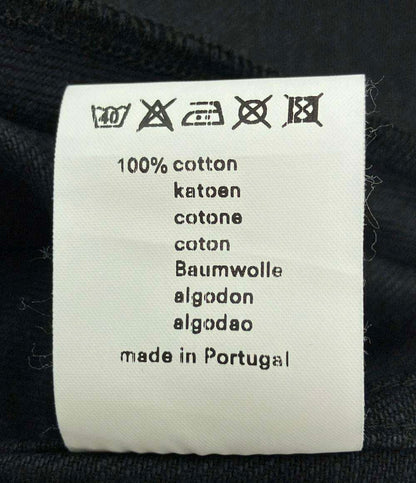 40
100% cotton
katoen
cotone
coton
Baumwolle
algodon
algodao
made in Portugal